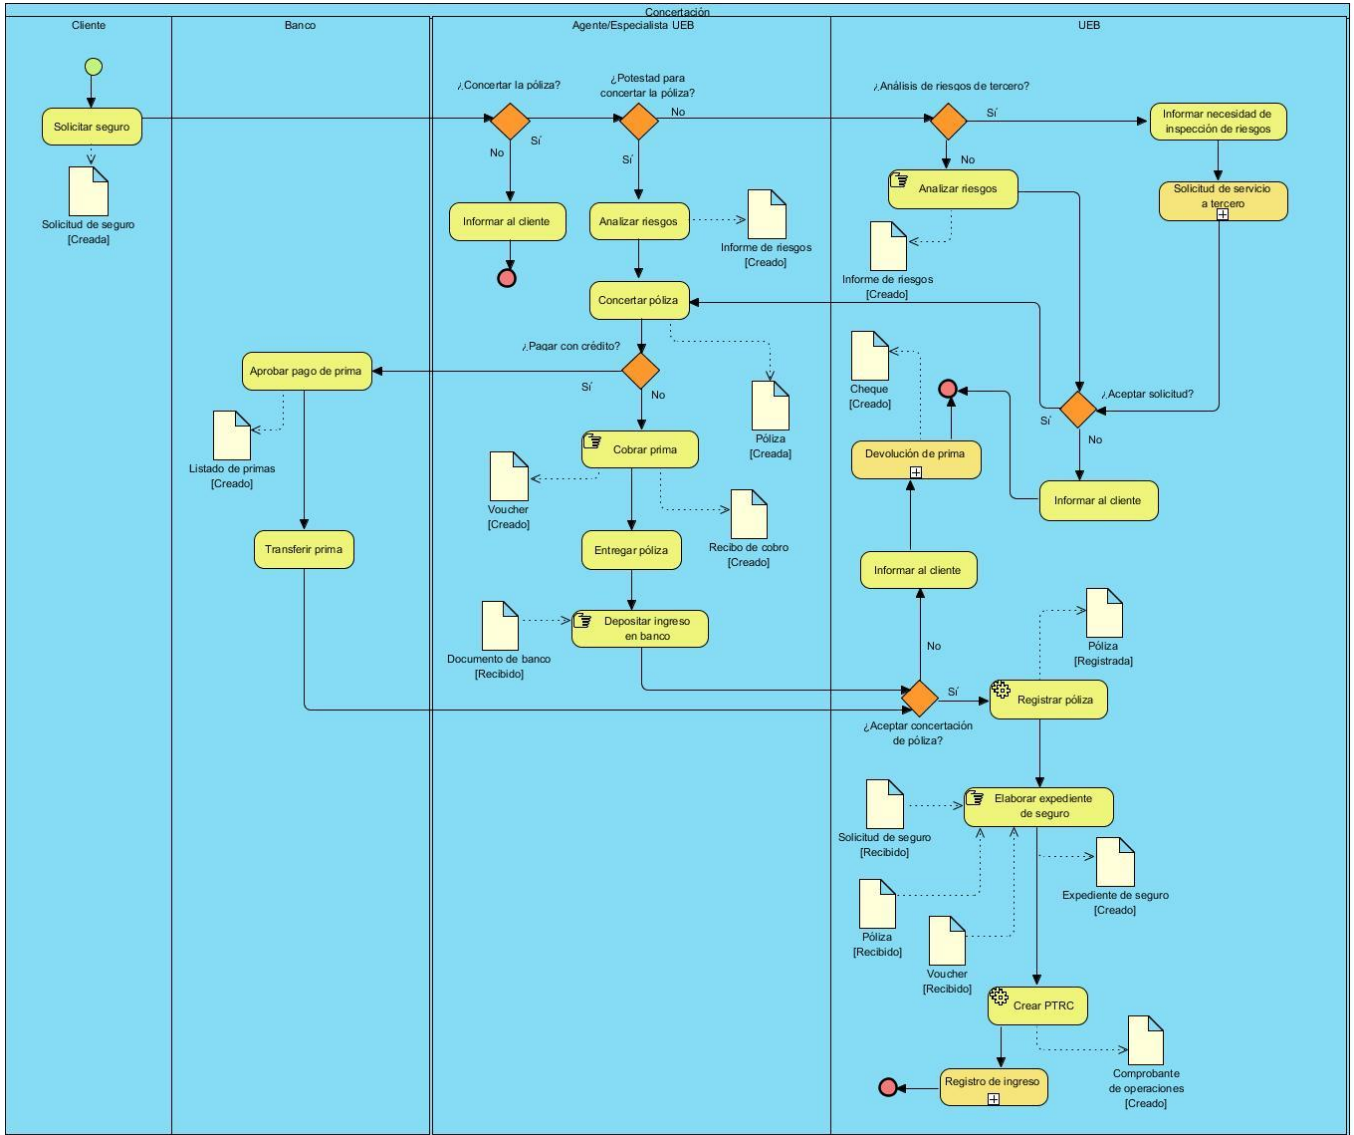 Concertación
Cliente
Banco
Agente/Especialista UEB
UEB
¿Concertar la póliza?
¿Potestad para
concertar la póliza?
¿Análisis de riesgos de tercero?
Solicitar seguro
No
Sí
Sí
No
Sí
No
Informar necesidad de
inspección de riesgos
Solicitud de seguro
[Creada]
Informar al cliente
Analizar riesgos
Informe de riesgos
[Creado]
Analizar riesgos
Informe de riesgos
[Creado]
Solicitud de servicio
a tercero
Concertar póliza
¿Pagar con crédito?
Sí
No
Póliza
[Creada]
Aprobar pago de prima
Listado de primas
[Creado]
Transferir prima
Cobrar prima
Voucher
[Creado]
Recibo de cobro
[Creado]
Entregar póliza
Depositar ingreso
en banco
Documento de banco
[Recibido]
Cheque
[Creado]
¿Aceptar solicitud?
Sí
No
Devolución de prima
Informar al cliente
Informar al cliente
No
Sí
¿Aceptar concertación
de póliza?
Póliza
[Registrada]
Registrar póliza
Elaborar expediente
de seguro
Solicitud de seguro
[Recibido]
Expediente de seguro
[Creado]
Póliza
[Recibido]
Voucher
[Recibido]
Crear PTRC
Comprobante
de operaciones
[Creado]
Registro de ingreso